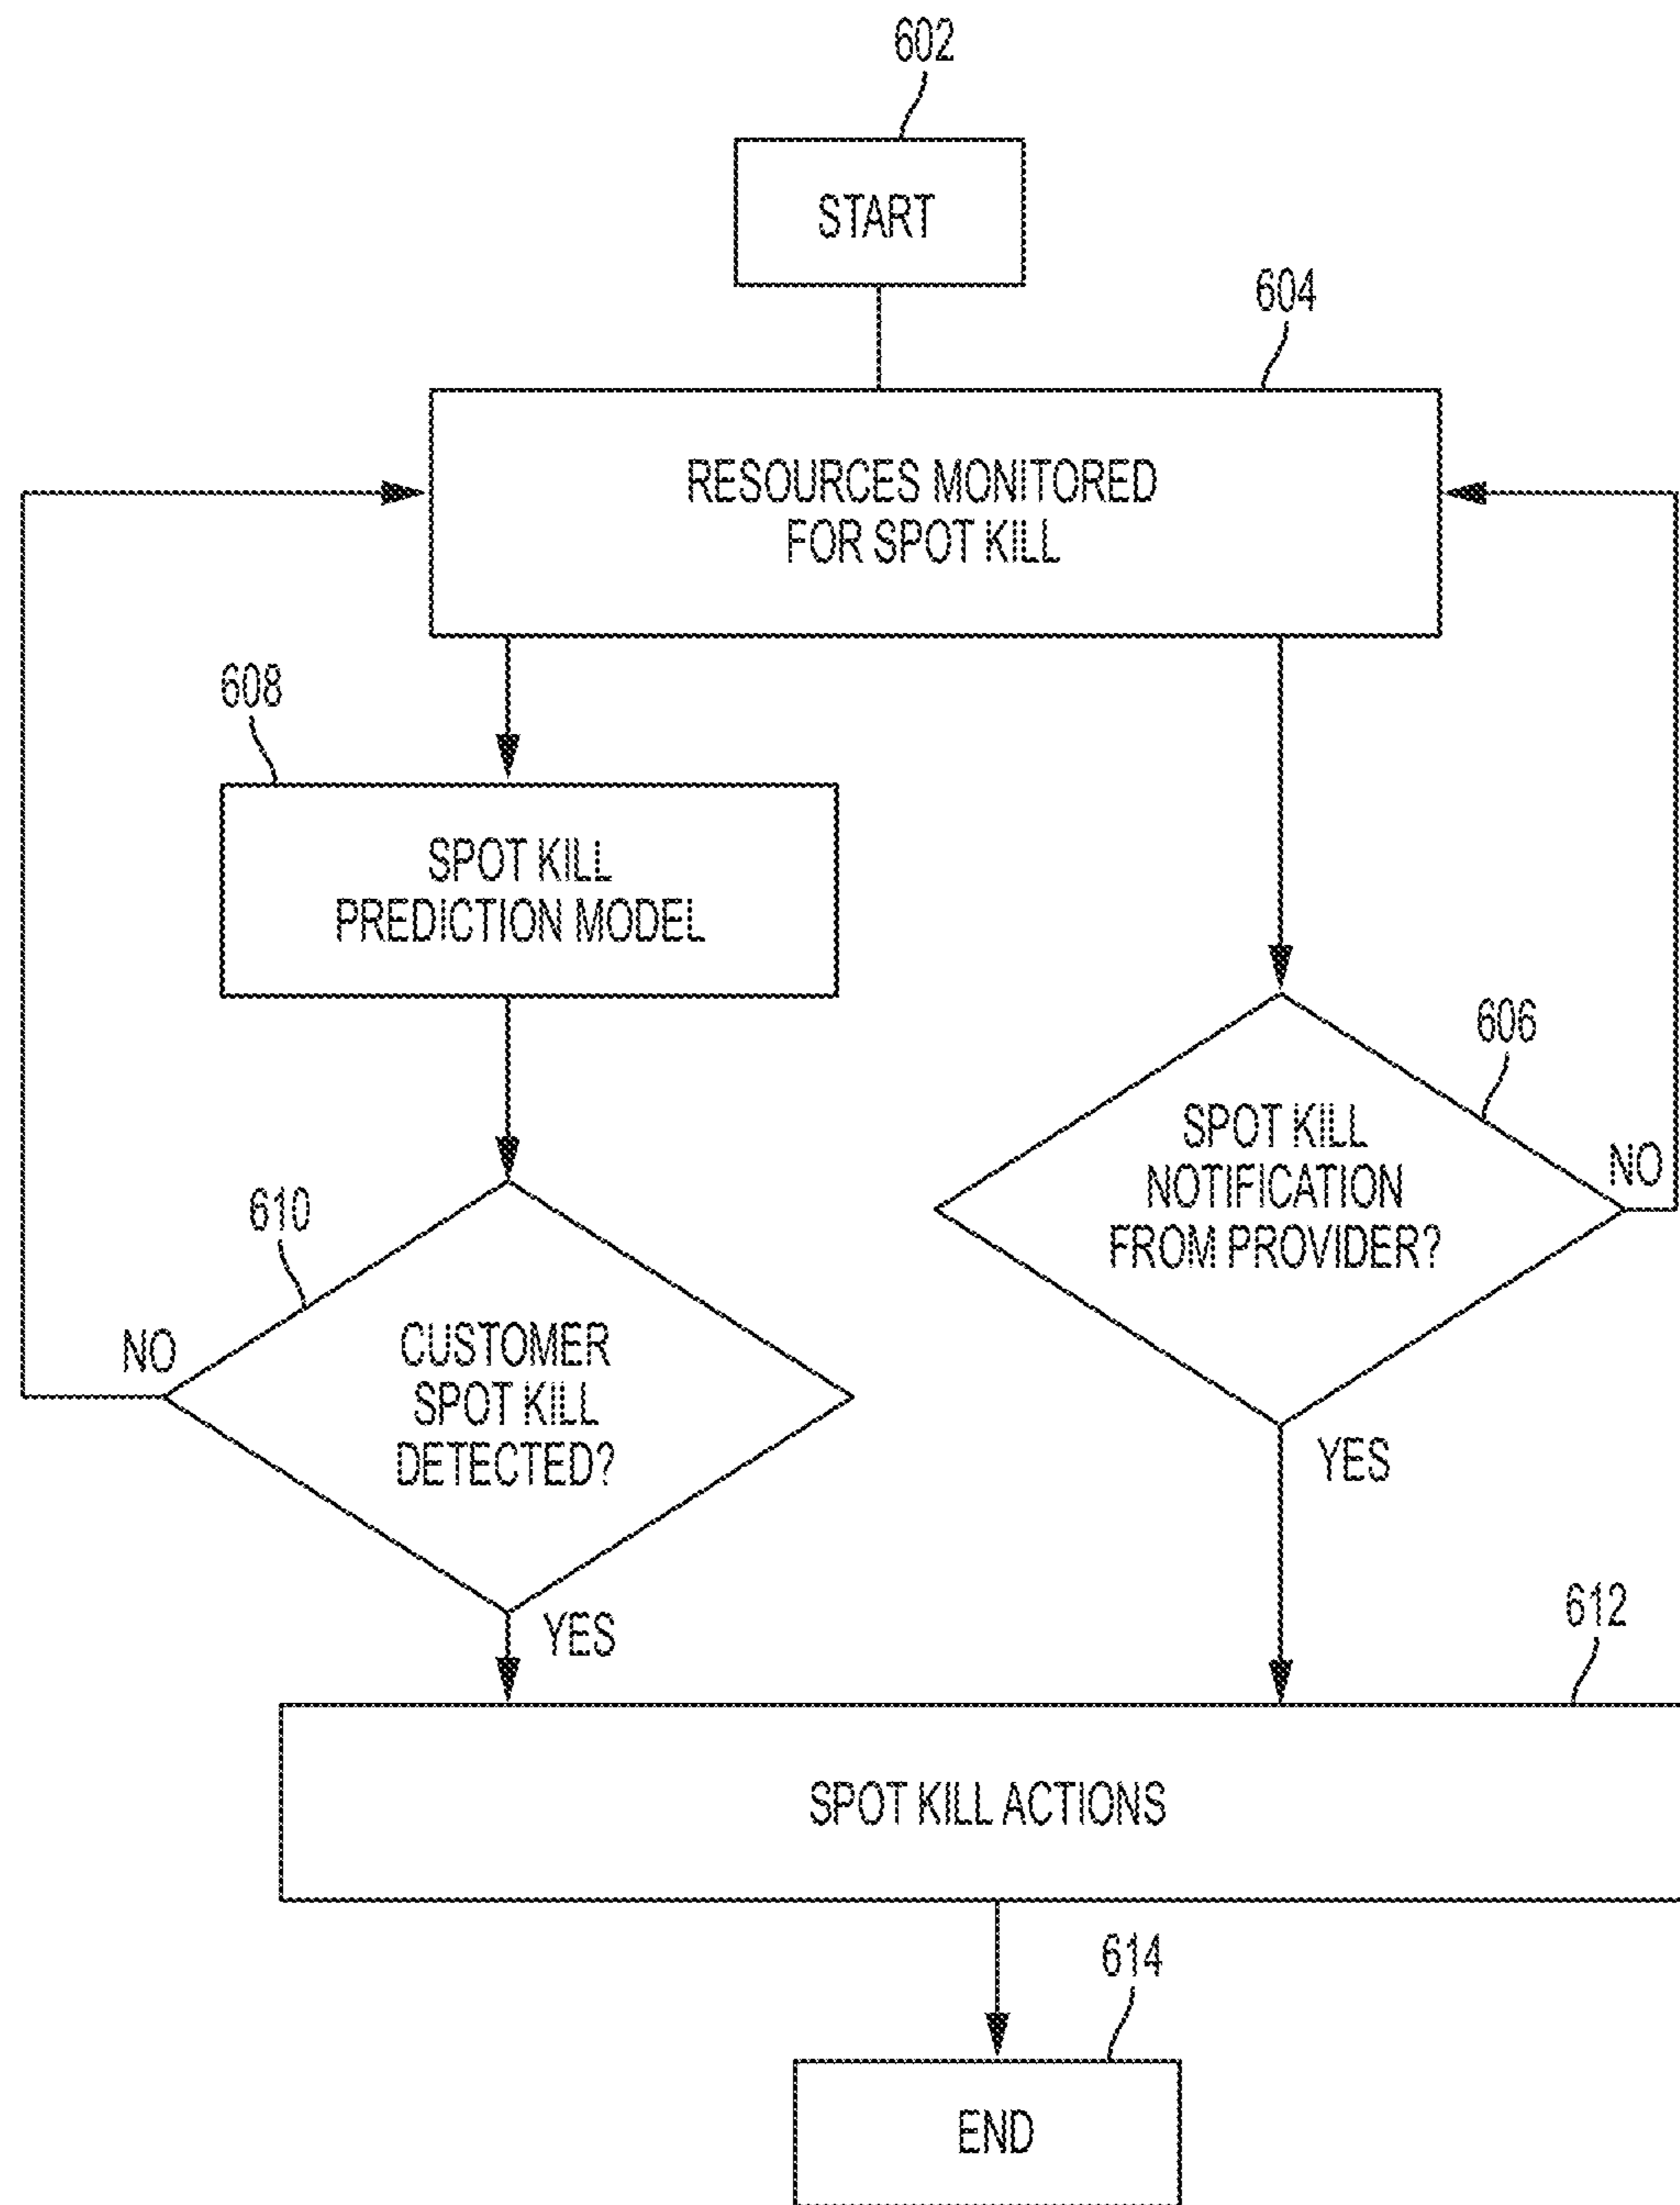 602
START
604
RESOURCES MONITORED
FOR SPOT KILL
608
SPOT KILL
PREDICTION MODEL
606
SPOT KILL
NOTIFICATION
FROM PROVIDER?
NO
YES
610
CUSTOMER
SPOT KILL
DETECTED?
NO
YES
612
SPOT KILL ACTIONS
614
END